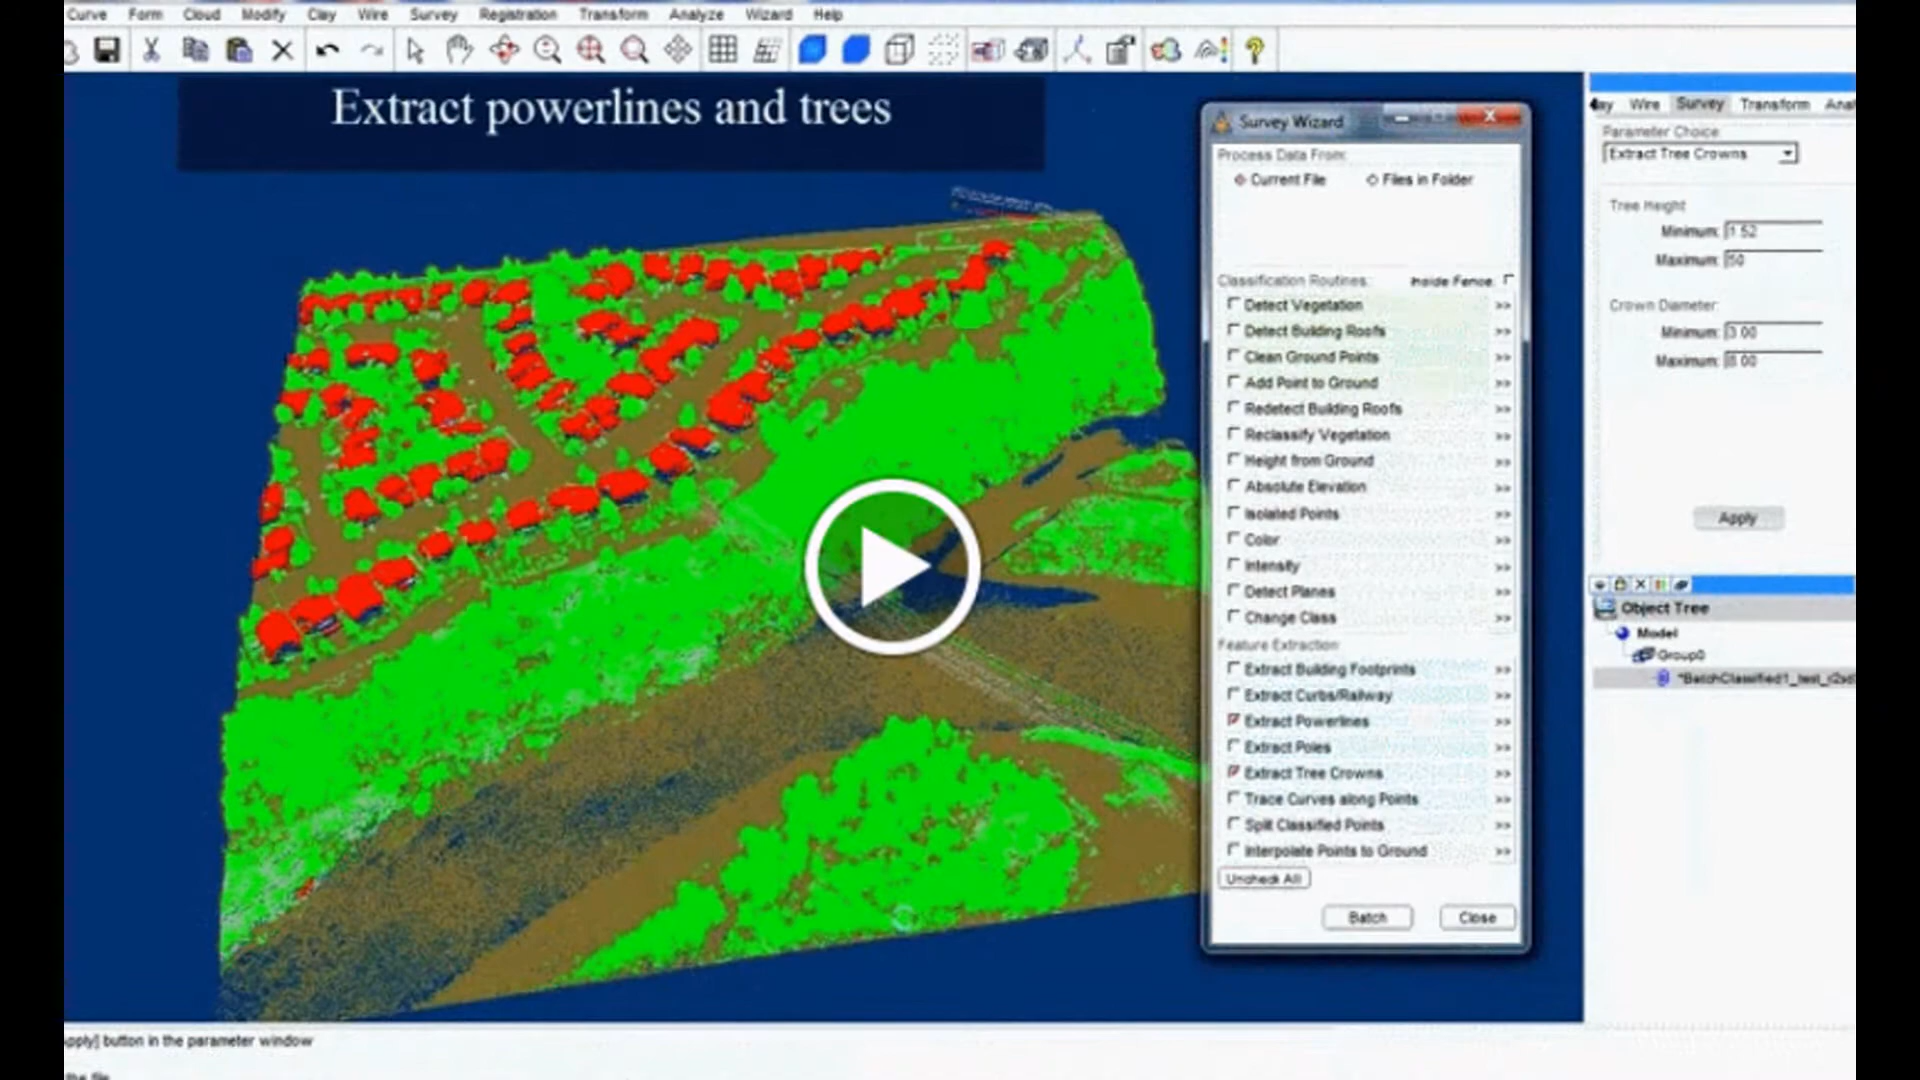 Curve Form Cloud Modify Clay Wire Survey Registration Transform Analyze Wizard Help
Extract powerlines and trees
Survey Wizard
Process Data From:
Current File Files in Folder
Classification Routines: Inside Fence:
Detect Vegetation >>
Detect Building Roofs >>
Clean Ground Points >>
Add Point to Ground >>
Redetect Building Roofs >>
Reclassify Vegetation >>
Height from Ground >>
Absolute Elevation >>
Isolated Points >>
Color >>
Intensity >>
Detect Planes >>
Change Class >>
Feature Extraction:
Extract Building Footprints >>
Extract Curbs/Railway >>
Extract Powerlines >>
Extract Poles >>
Extract Tree Crowns >>
Trace Curves along Points >>
Split Classified Points >>
Interpolate Points to Ground >>
Uncheck All
Batch Close
Wire Survey Transform
Parameter Choice
Extract Tree Crowns
Tree Height
Minimum: 1.52
Maximum: 50
Crown Diameter
Minimum: 3.00
Maximum: 8.00
Apply
Object Tree
Model
Group0
button in the parameter window
the file